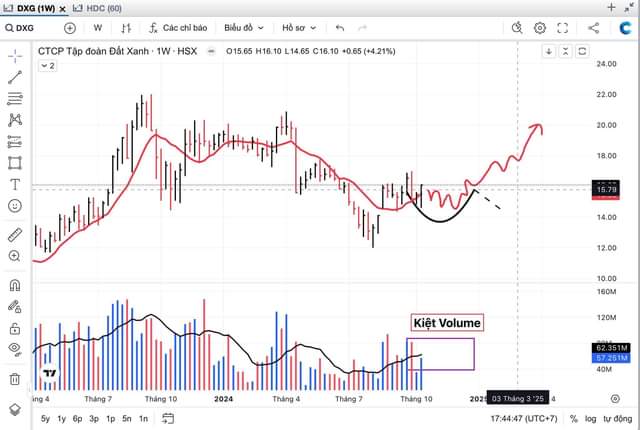 DXG (1W)
HDC (60)
DXG
1W
Các chỉ báo
Biểu đồ
Hồ sơ
CTCP Tập đoàn Đất Xanh · 1W · HSX
O15.65 H16.10 L14.65 C16.10 +0.65 (+4.21%)
2
24.00
22.00
20.00
18.00
15.79
14.00
12.00
10.00
160M
120M
Kiệt Volume
62.351M
57.251M
40M
Tháng 7
Tháng 10
2024
Tháng 4
Tháng 7
Tháng 10
03 Tháng 3 '25
4
5y 1y 6p 3p 1p 5n 1n
17:44:47 (UTC+7)
% log tự động